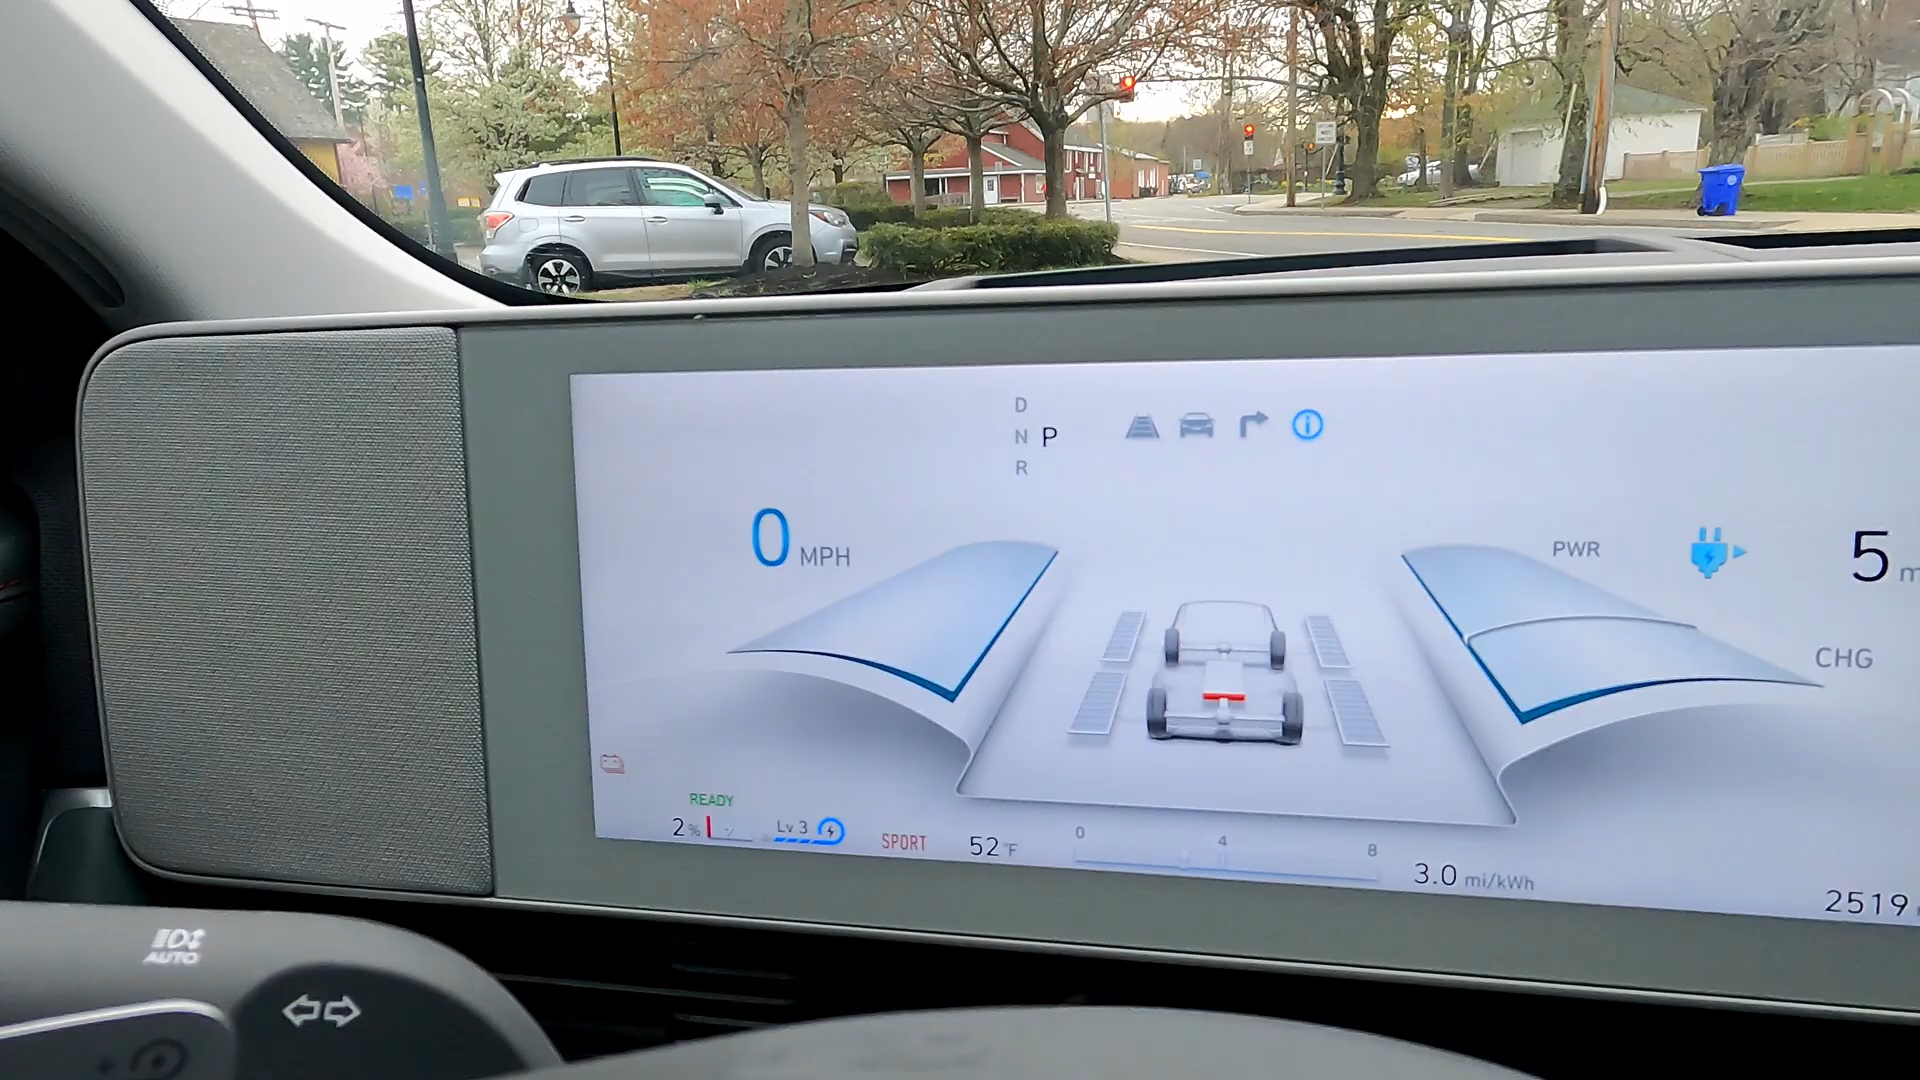 D
N P
R
0 MPH
PWR
5 m
CHG
READY
2 % Lv 3 SPORT 52 °F
0 4 8
3.0 mi/kWh
2519
AUTO